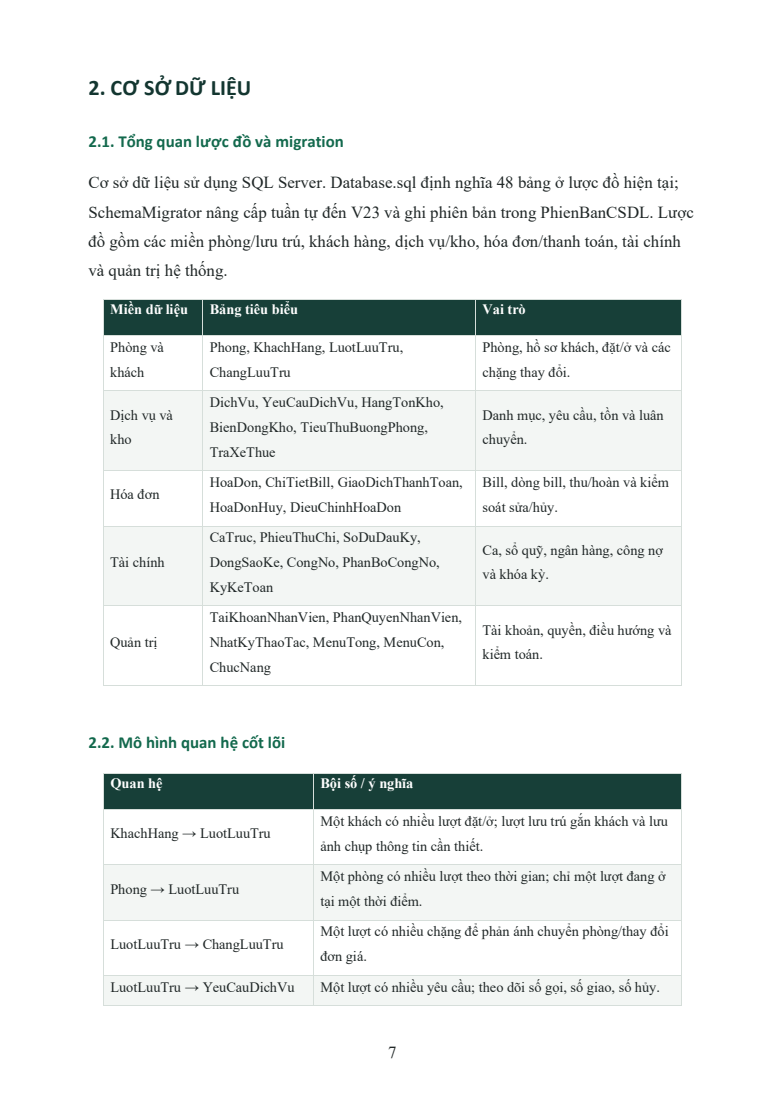 2. CƠ SỞ DỮ LIỆU
2.1. Tổng quan lược đồ và migration
Cơ sở dữ liệu sử dụng SQL Server. Database.sql định nghĩa 48 bảng ở lược đồ hiện tại;
SchemaMigrator nâng cấp tuần tự đến V23 và ghi phiên bản trong PhienBanCSDL. Lược
đồ gồm các miền phòng/lưu trú, khách hàng, dịch vụ/kho, hóa đơn/thanh toán, tài chính
và quản trị hệ thống.
Miền dữ liệu
Bảng tiêu biểu
Vai trò
Phòng và
khách
Phong, KhachHang, LuotLuuTru,
ChangLuuTru
Phòng, hồ sơ khách, đặt/ở và các
chặng thay đổi.
Dịch vụ và
kho
DichVu, YeuCauDichVu, HangTonKho,
BienDongKho, TieuThuBuongPhong,
TraXeThue
Danh mục, yêu cầu, tồn và luân
chuyển.
Hóa đơn
HoaDon, ChiTietBill, GiaoDichThanhToan,
HoaDonHuy, DieuChinhHoaDon
Bill, dòng bill, thu/hoàn và kiểm
soát sửa/hủy.
Tài chính
CaTruc, PhieuThuChi, SoDuDauKy,
DongSaoKe, CongNo, PhanBoCongNo,
KyKeToan
Ca, sổ quỹ, ngân hàng, công nợ
và khóa kỳ.
Quản trị
TaiKhoanNhanVien, PhanQuyenNhanVien,
NhatKyThaoTac, MenuTong, MenuCon,
ChucNang
Tài khoản, quyền, điều hướng và
kiểm toán.
2.2. Mô hình quan hệ cốt lõi
Quan hệ
Bội số / ý nghĩa
KhachHang → LuotLuuTru
Một khách có nhiều lượt đặt/ở; lượt lưu trú gắn khách và lưu
ảnh chụp thông tin cần thiết.
Phong → LuotLuuTru
Một phòng có nhiều lượt theo thời gian; chỉ một lượt đang ở
tại một thời điểm.
LuotLuuTru → ChangLuuTru
Một lượt có nhiều chặng để phản ánh chuyển phòng/thay đổi
đơn giá.
LuotLuuTru → YeuCauDichVu
Một lượt có nhiều yêu cầu; theo dõi số gọi, số giao, số hủy.
7